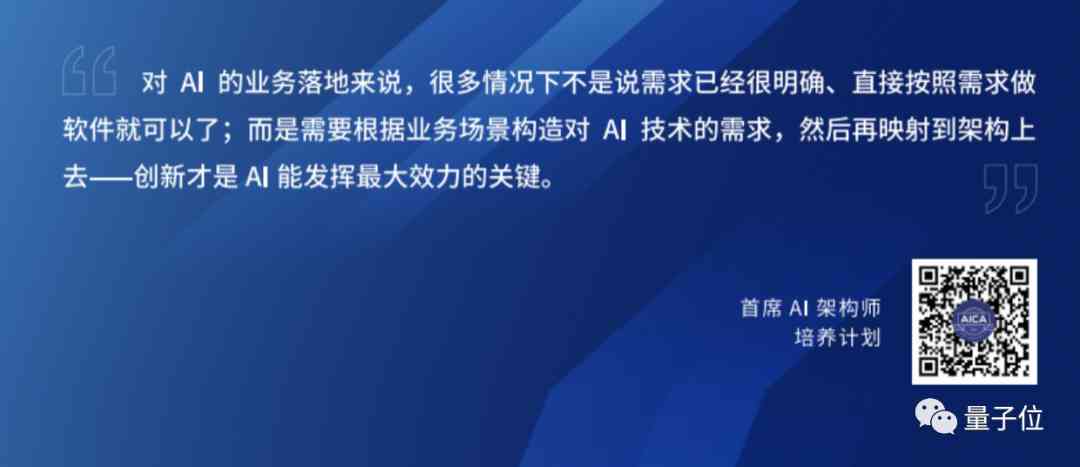 对 AI 的业务落地来说，很多情况下不是说需求已经很明确、直接按照需求做
软件就可以了；而是需要根据业务场景构造对 AI 技术的需求，然后再映射到架构上
去——创新才是 AI 能发挥最大效力的关键。
首席 AI 架构师
培养计划
AICA
量子位